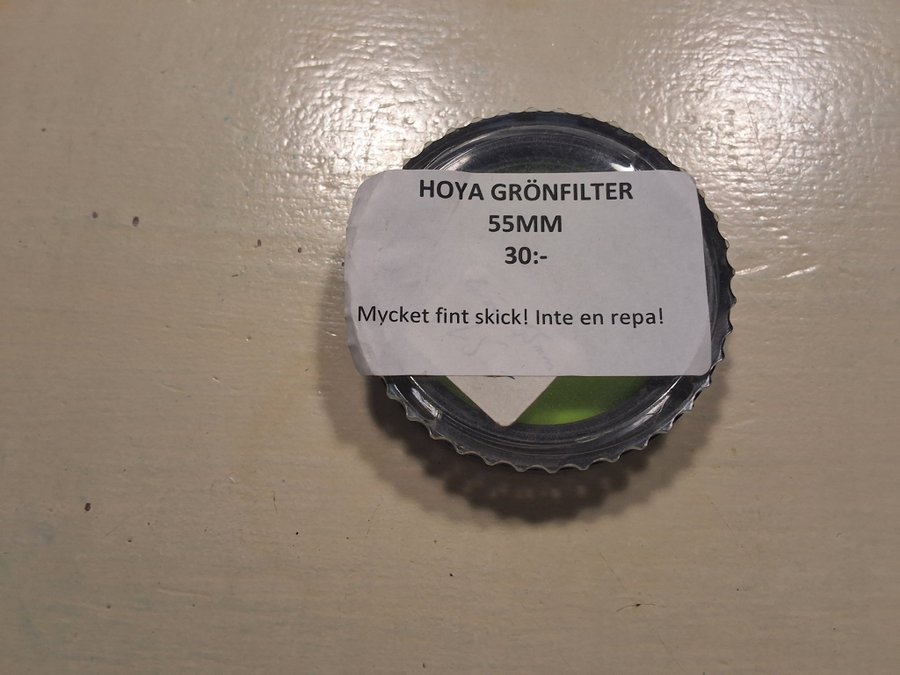 HOYA GRÖNFILTER
55MM
30:-
Mycket fint skick! Inte en repa!